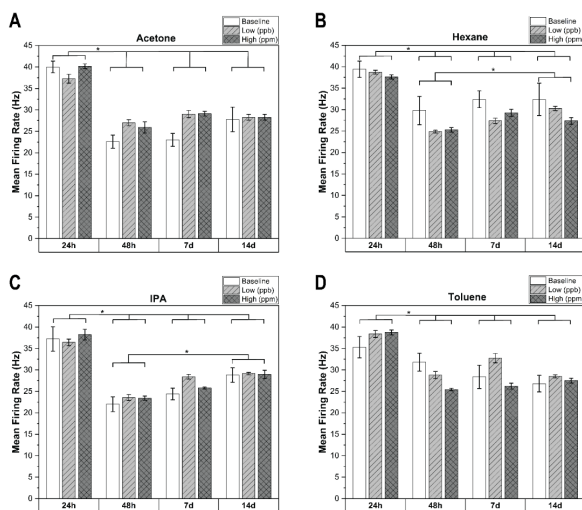 A
Acetone
Baseline
Low (ppb)
High (ppm)
*
Mean Firing Rate (Hz)
45
40
35
30
25
20
15
10
5
0
24h 48h 7d 14d
B
Hexane
Baseline
Low (ppb)
High (ppm)
*
*
Mean Firing Rate (Hz)
45
40
35
30
25
20
15
10
5
0
24h 48h 7d 14d
C
IPA
Baseline
Low (ppb)
High (ppm)
*
*
Mean Firing Rate (Hz)
45
40
35
30
25
20
15
10
5
0
24h 48h 7d 14d
D
Toluene
Baseline
Low (ppb)
High (ppm)
*
Mean Firing Rate (Hz)
45
40
35
30
25
20
15
10
5
0
24h 48h 7d 14d